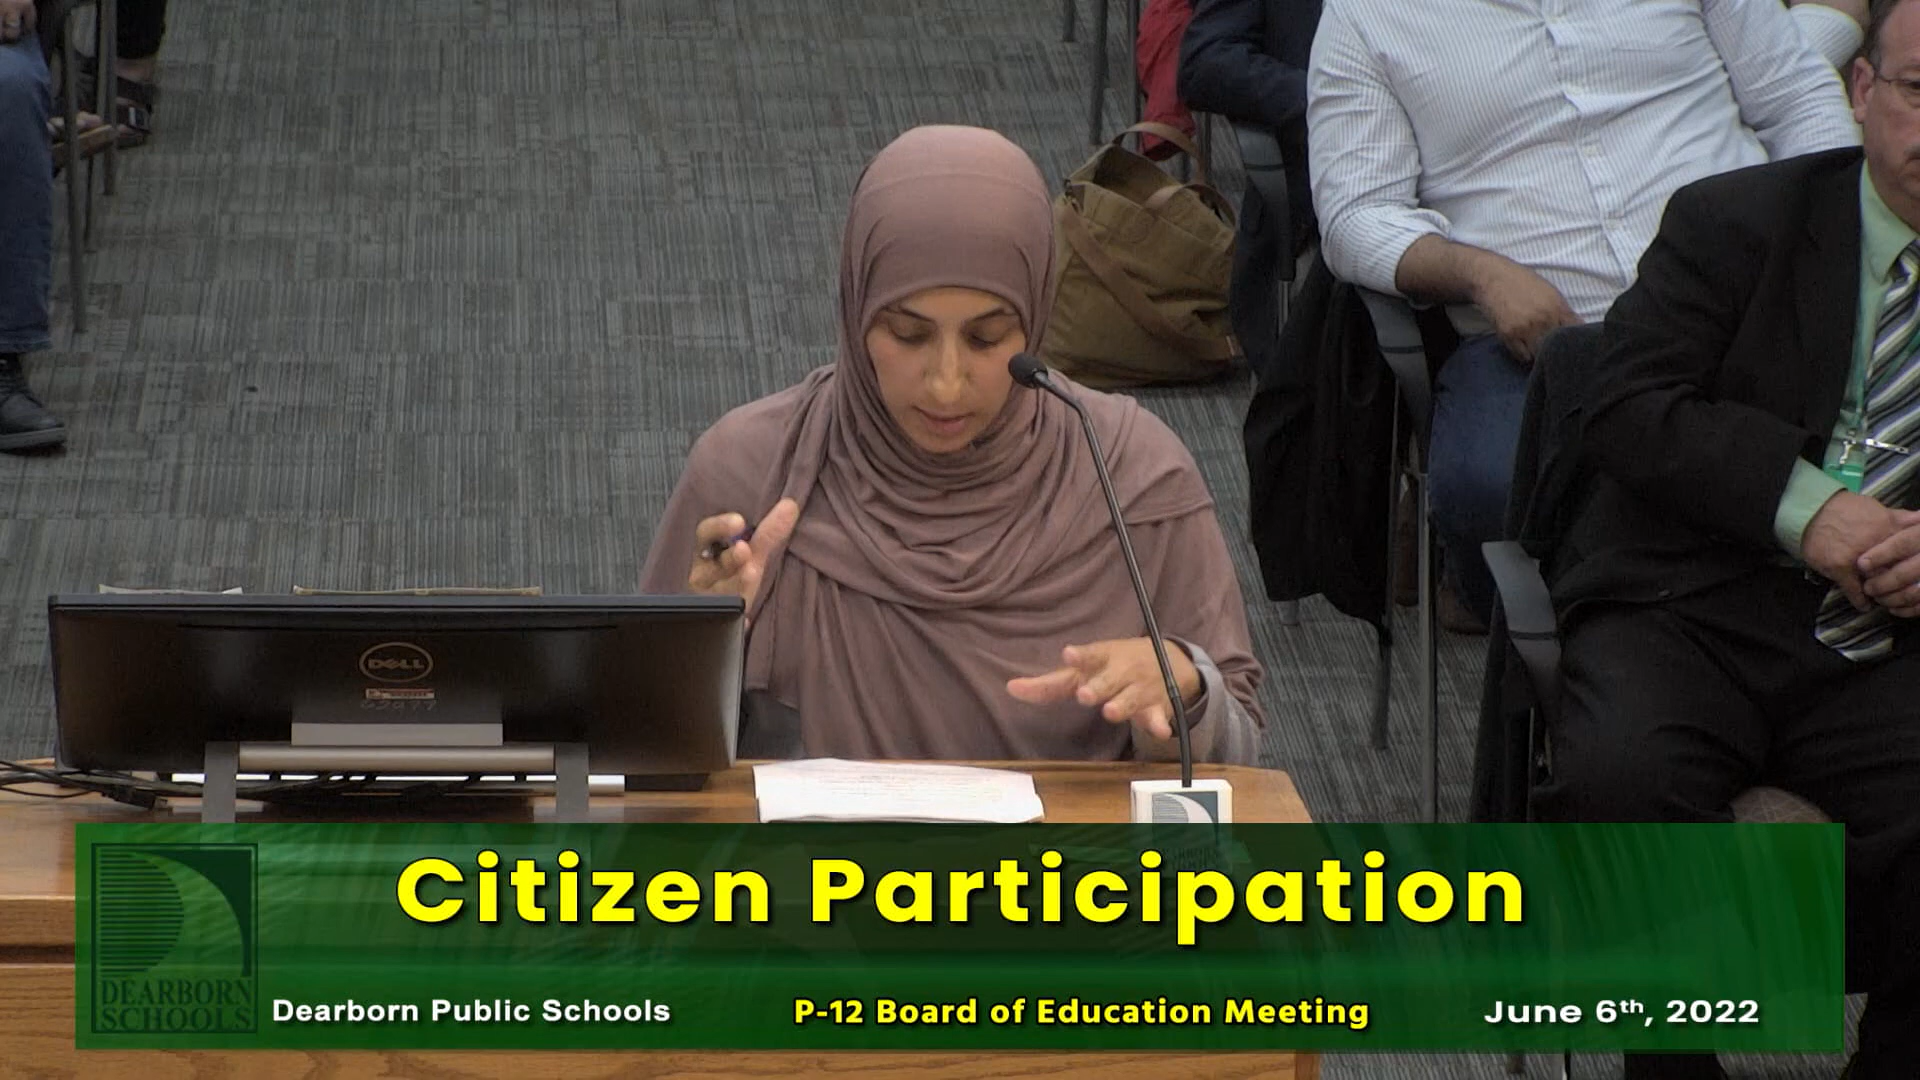 DELL
Citizen Participation
DEARBORN
SCHOOLS
Dearborn Public Schools
P-12 Board of Education Meeting
June 6th, 2022